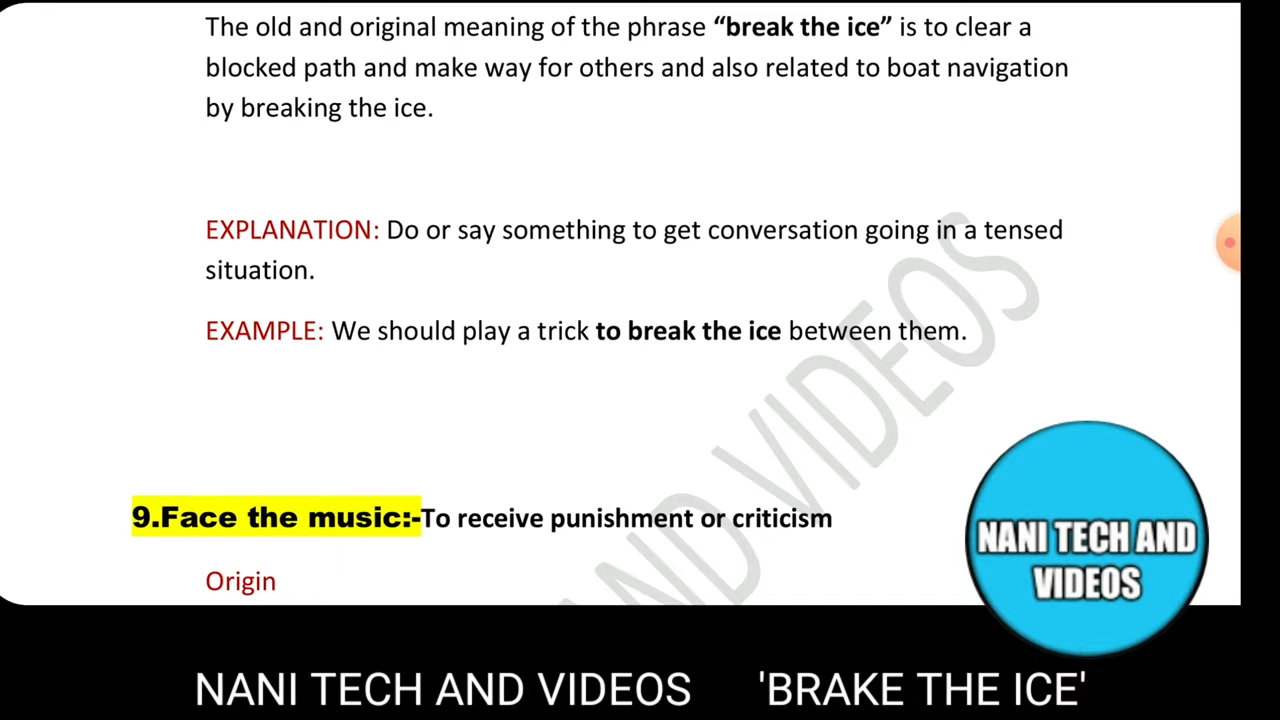 The old and original meaning of the phrase “break the ice” is to clear a
blocked path and make way for others and also related to boat navigation
by breaking the ice.
EXPLANATION: Do or say something to get conversation going in a tensed
situation.
EXAMPLE: We should play a trick to break the ice between them.
9.Face the music:-To receive punishment or criticism
Origin
AND VIDEOS
NANI TECH AND
VIDEOS
NANI TECH AND VIDEOS 'BRAKE THE ICE'